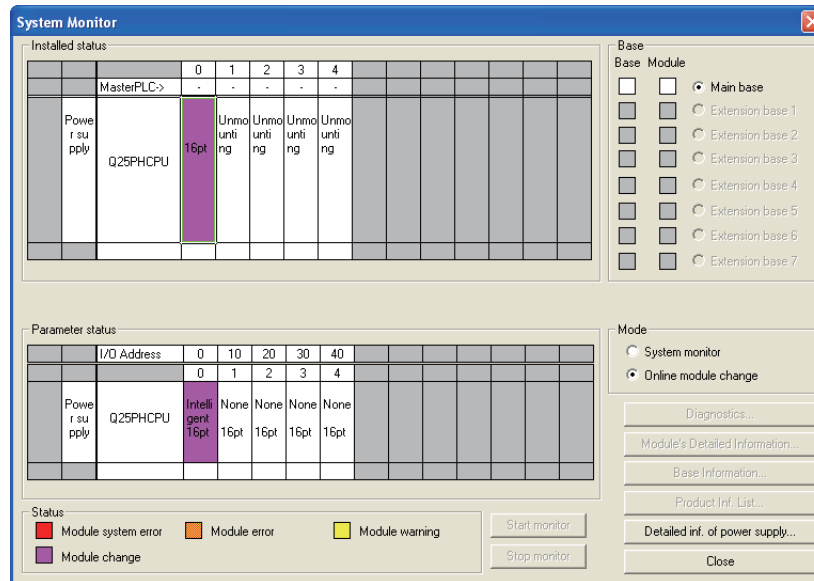 System Monitor
Installed status
0 1 2 3 4
MasterPLC-> - - - - -
Powe
r su
pply
Q25PHCPU
16pt
Unmo
unti
ng
Unmo
unti
ng
Unmo
unti
ng
Unmo
unti
ng
Base
Base Module
Main base
Extension base 1
Extension base 2
Extension base 3
Extension base 4
Extension base 5
Extension base 6
Extension base 7
Parameter status
I/O Address 0 10 20 30 40
0 1 2 3 4
Powe
r su
pply
Q25PHCPU
Intelli
gent
16pt
None
16pt
None
16pt
None
16pt
None
16pt
Mode
System monitor
Online module change
Diagnostics...
Module's Detailed Information...
Base Information...
Product Inf. List...
Detailed inf. of power supply...
Close
Status
Module system error
Module error
Module warning
Module change
Start monitor
Stop monitor